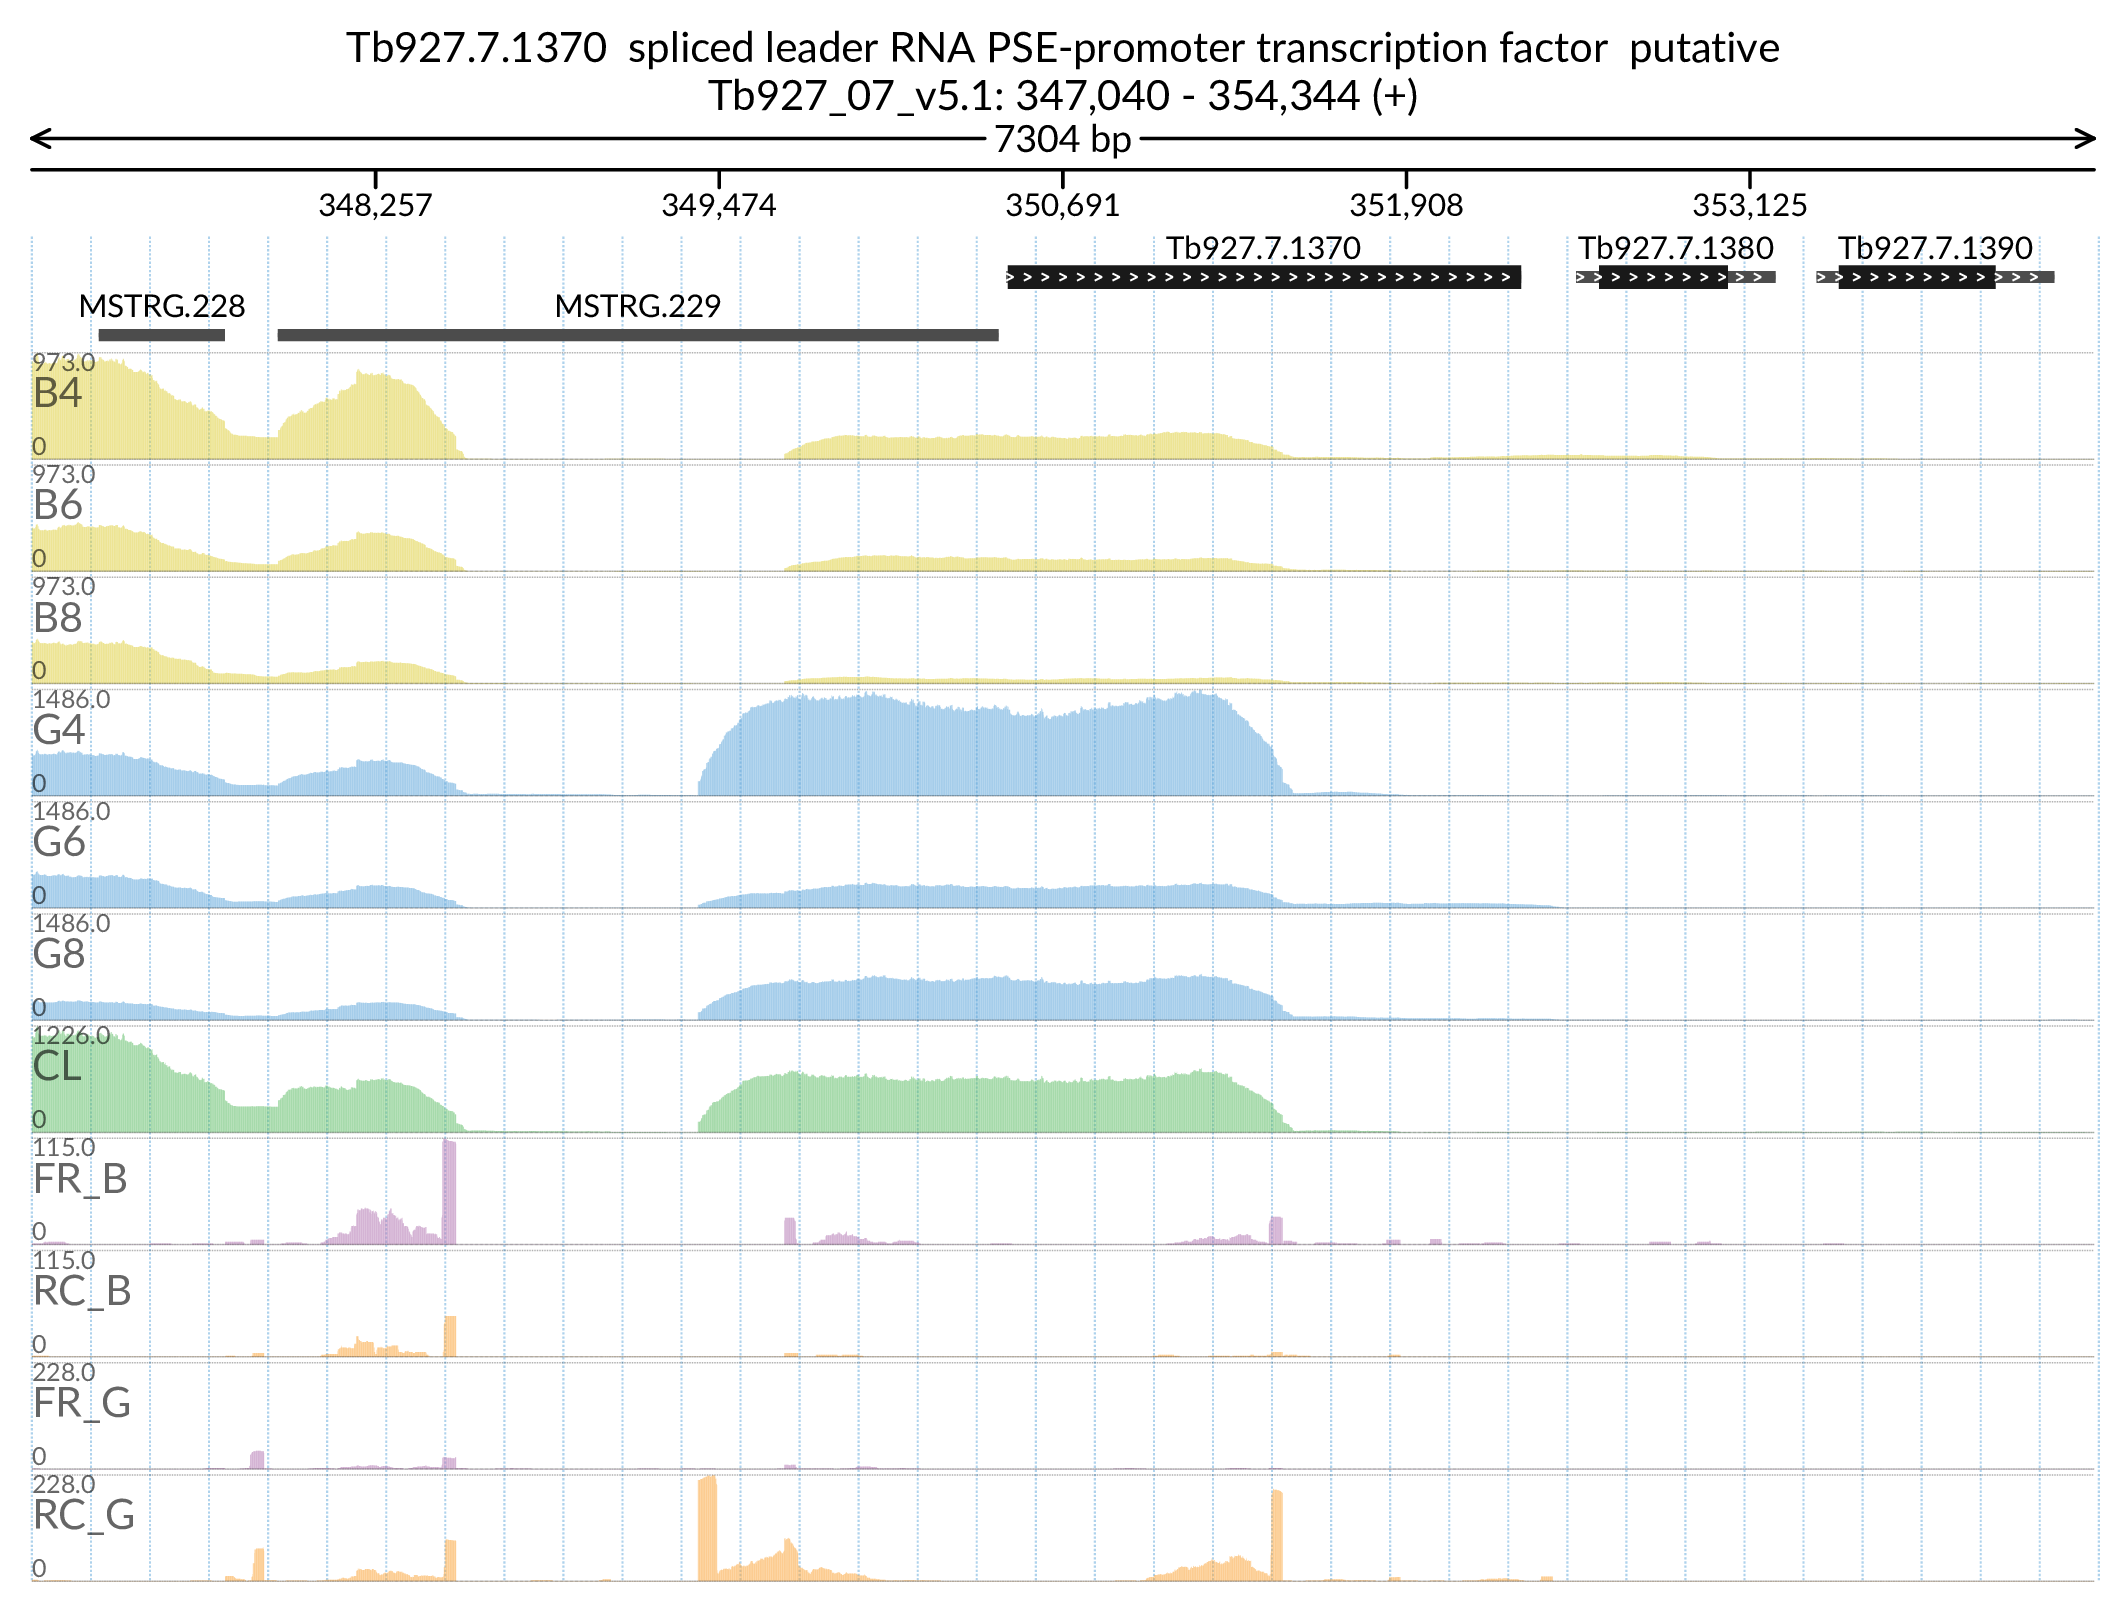 Tb927.7.1370  spliced leader RNA PSE-promoter transcription factor  putative
Tb927_07_v5.1: 347,040 - 354,344 (+)
7304 bp
348,257 349,474 350,691 351,908 353,125
Tb927.7.1370 Tb927.7.1380 Tb927.7.1390
MSTRG.228 MSTRG.229
973.0
B4
0
973.0
B6
0
973.0
B8
0
1486.0
G4
0
1486.0
G6
0
1486.0
G8
0
1226.0
CL
0
115.0
FR_B
0
115.0
RC_B
0
228.0
FR_G
0
228.0
RC_G
0